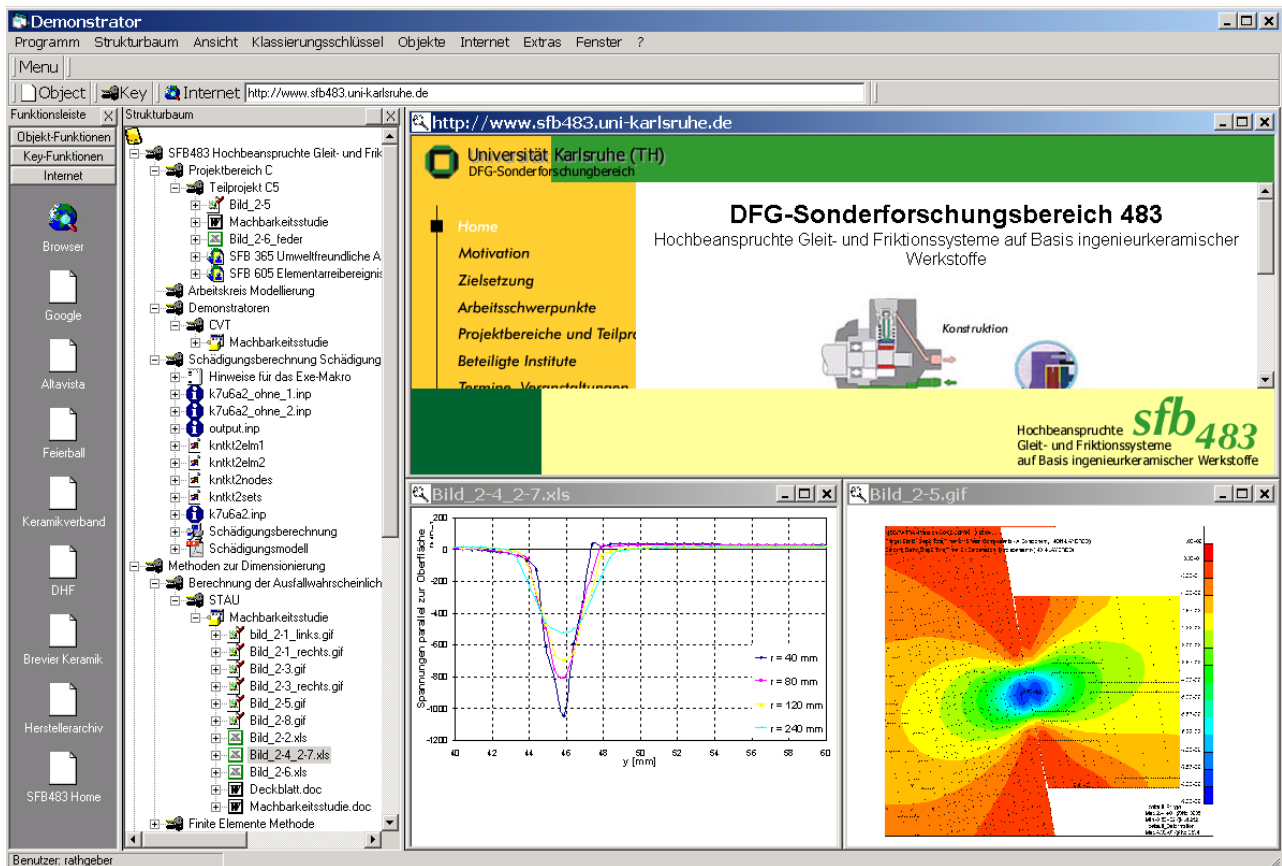 Demonstrator
Programm Strukturbaum Ansicht Klassierungsschlüssel Objekte Internet Extras Fenster ?
Menu
Object Key Internet http://www.sfb483.uni-karlsruhe.de
Funktionsleiste
Objekt-Funktionen
Key-Funktionen
Internet
Browser
Google
Altavista
Feierball
Keramikverband
DHF
Brevier Keramik
Herstellerarchiv
SFB483 Home
Strukturbaum
SFB483 Hochbeanspruchte Gleit- und Frik
Projektbereich C
Teilprojekt C5
Bild_2-5
Machbarkeitsstudie
Bild_2-6_feder
SFB 365 Umweltfreundliche A
SFB 605 Elementarreibereignis
Arbeitskreis Modellierung
Demonstratoren
CVT
Machbarkeitsstudie
Schädigungsberechnung Schädigung
Hinweise für das Exe-Makro
k7u6a2_ohne_1.inp
k7u6a2_ohne_2.inp
output.inp
kntkt2elm1
kntkt2elm2
kntkt2nodes
kntkt2sets
k7u6a2.inp
Schädigungsberechnung
Schädigungsmodell
Methoden zur Dimensionierung
Berechnung der Ausfallwahrscheinlich
STAU
Machbarkeitsstudie
bild_2-1_links.gif
Bild_2-1_rechts.gif
Bild_2-3.gif
Bild_2-3_rechts.gif
Bild_2-5.gif
Bild_2-8.gif
Bild_2-2.xls
Bild_2-4_2-7.xls
Bild_2-6.xls
Deckblatt.doc
Machbarkeitsstudie.doc
Finite Elemente Methode
http://www.sfb483.uni-karlsruhe.de
Universität Karlsruhe (TH)
DFG-Sonderforschungbereich
Home
Motivation
Zielsetzung
Arbeitsschwerpunkte
Projektbereiche und Teilpro
Beteiligte Institute
Termine, Veranstaltungen
DFG-Sonderforschungsbereich 483
Hochbeanspruchte Gleit- und Friktionssysteme auf Basis ingenieurkeramischer
Werkstoffe
Konstruktion
Hochbeanspruchte
Gleit- und Friktionssysteme
auf Basis ingenieurkeramischer Werkstoffe
sfb483
Bild_2-4_2-7.xls
Spannungen parallel zur Oberfläche
200
0
-200
-400
-600
-800
-1000
-1200
40 42 44 46 48 50 52 54 56 58 60
y [mm]
r = 40 mm
r = 80 mm
r = 120 mm
r = 240 mm
Bild_2-5.gif
Benutzer: rathgeber